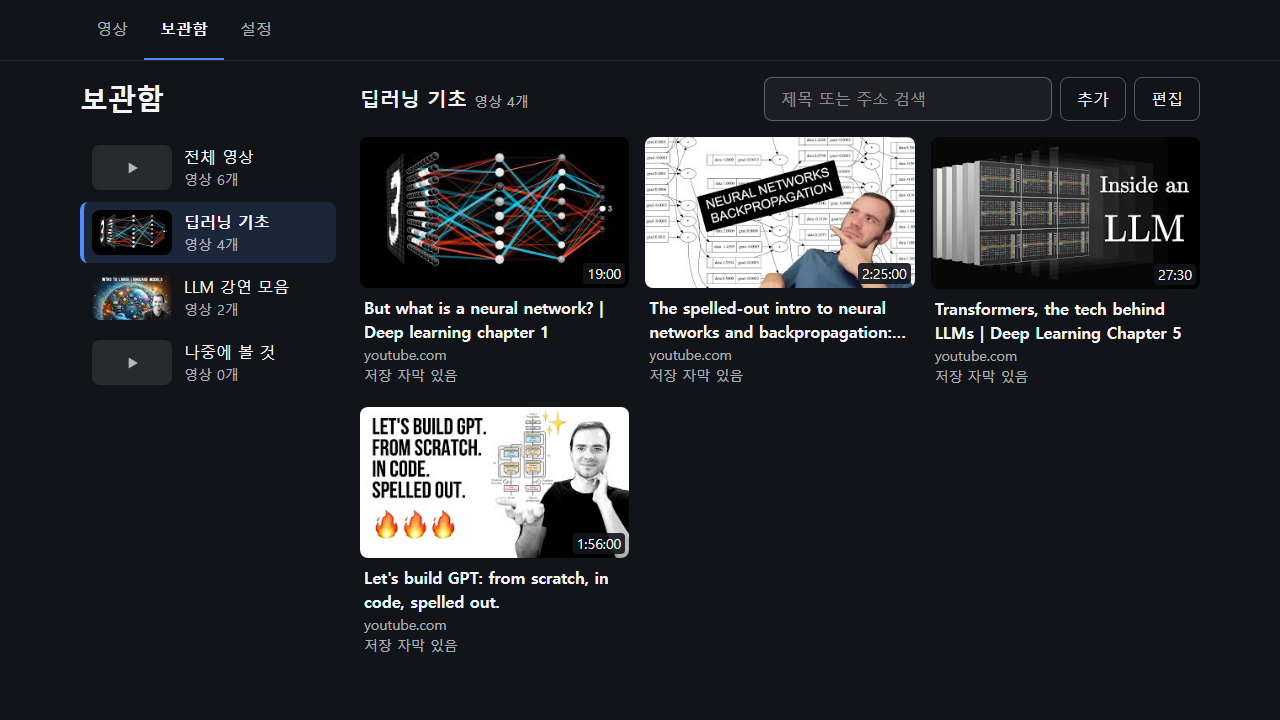 영상
보관함
설정
보관함
딥러닝 기초 영상 4개
제목 또는 주소 검색
추가
편집
전체 영상
영상 6개
딥러닝 기초
영상 4개
INTRO TO LARGE LANGUAGE MODELS
LLM 강연 모음
영상 2개
나중에 볼 것
영상 0개
3
19:00
But what is a neural network? |
Deep learning chapter 1
youtube.com
저장 자막 있음
NEURAL NETWORKS
BACKPROPAGATION
2:25:00
The spelled-out intro to neural
networks and backpropagation:...
youtube.com
저장 자막 있음
Inside an
LLM
27:30
Transformers, the tech behind
LLMs | Deep Learning Chapter 5
youtube.com
저장 자막 있음
LET'S BUILD GPT.
FROM SCRATCH.
IN CODE.
SPELLED OUT.
1:56:00
Let's build GPT: from scratch, in
code, spelled out.
youtube.com
저장 자막 있음